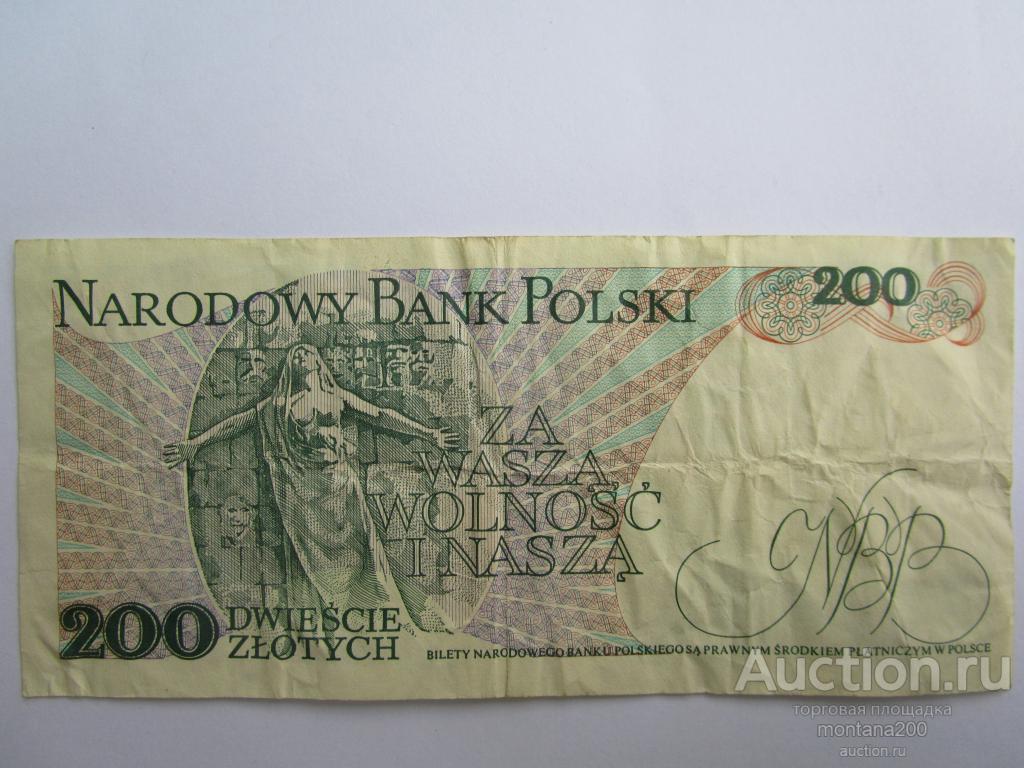 NARODOWY BANK POLSKI
200
ZA
WASZĄ
WOLNOŚĆ
I NASZĄ
NBP
200
DWIEŚCIE
ZŁOTYCH
BILETY NARODOWEGO BANKU POLSKIEGO SĄ PRAWNYM ŚRODKIEM PŁATNICZYM W POLSCE
Auction.ru
торговая площадка
montana200
auction.ru